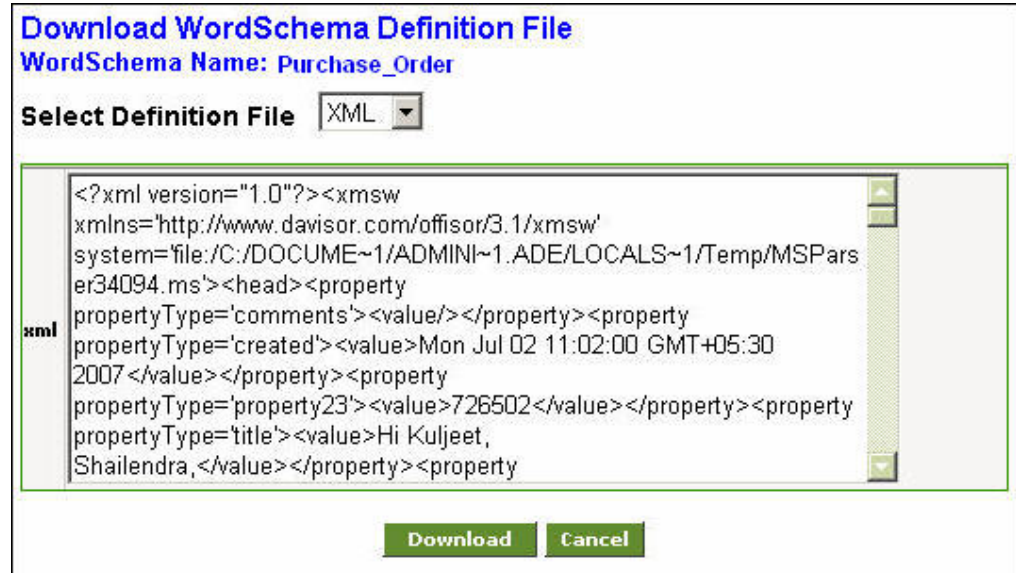 Download WordSchema Definition File
WordSchema Name: Purchase_Order
Select Definition File XML
xml
<?xml version="1.0"?><xmsw
xmlns='http://www.davisor.com/offisor/3.1/xmsw'
system='file:/C:/DOCUME~1/ADMINI~1.ADE/LOCALS~1/Temp/MSPars
er34094.ms'><head><property
propertyType='comments'><value/></property><property
propertyType='created'><value>Mon Jul 02 11:02:00 GMT+05:30
2007</value></property><property
propertyType='property23'><value>726502</value></property><property
propertyType='title'><value>Hi Kuljeet,
Shailendra,</value></property><property
Download Cancel